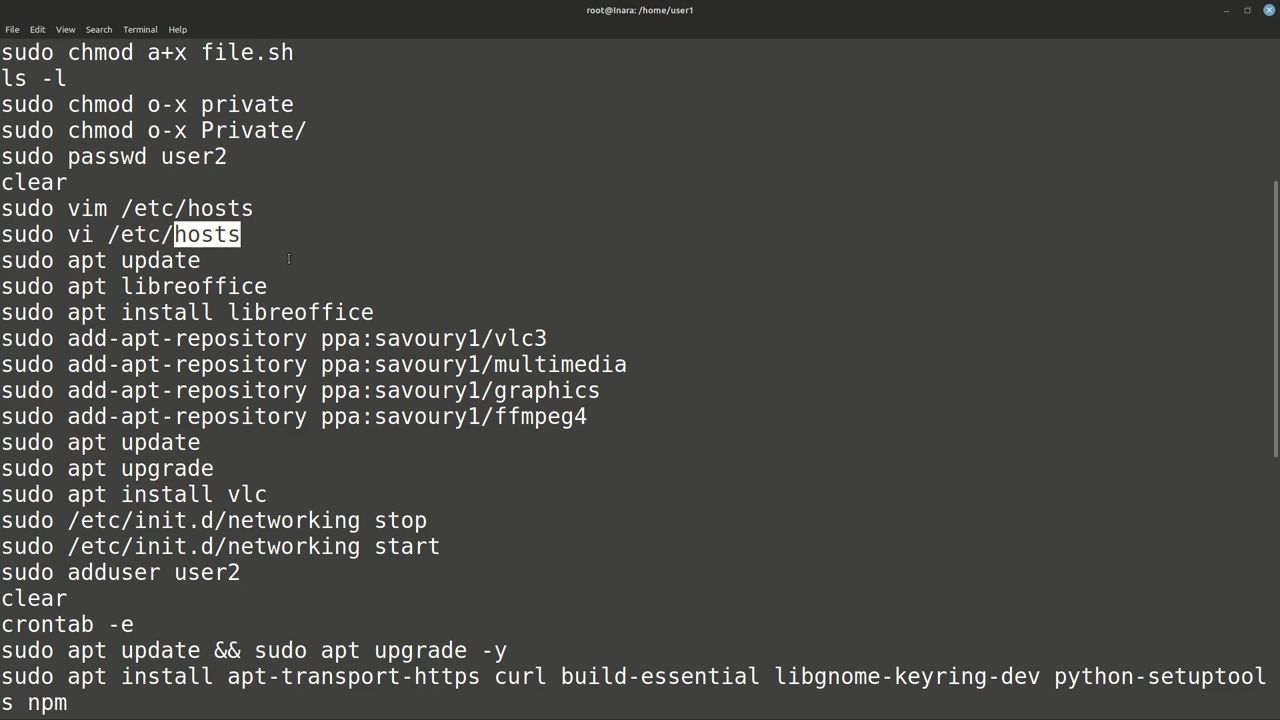 root@Inara: /home/user1
File Edit View Search Terminal Help
sudo chmod a+x file.sh
ls -l
sudo chmod o-x private
sudo chmod o-x Private/
sudo passwd user2
clear
sudo vim /etc/hosts
sudo vi /etc/hosts
sudo apt update
sudo apt libreoffice
sudo apt install libreoffice
sudo add-apt-repository ppa:savoury1/vlc3
sudo add-apt-repository ppa:savoury1/multimedia
sudo add-apt-repository ppa:savoury1/graphics
sudo add-apt-repository ppa:savoury1/ffmpeg4
sudo apt update
sudo apt upgrade
sudo apt install vlc
sudo /etc/init.d/networking stop
sudo /etc/init.d/networking start
sudo adduser user2
clear
crontab -e
sudo apt update && sudo apt upgrade -y
sudo apt install apt-transport-https curl build-essential libgnome-keyring-dev python-setuptool
s npm